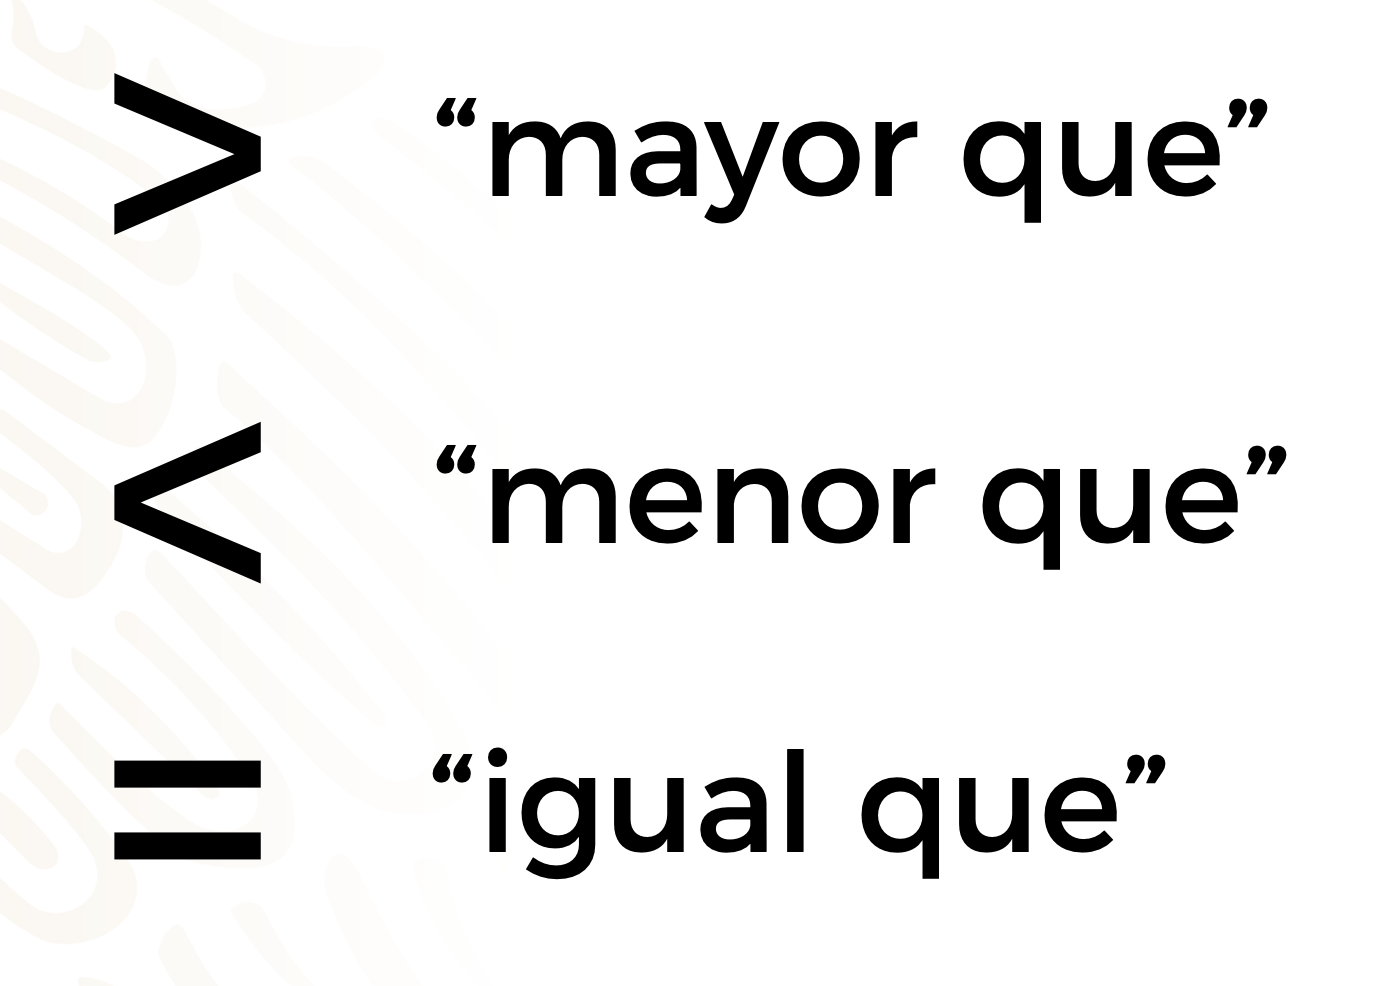 > “mayor que”
< “menor que”
= “igual que”